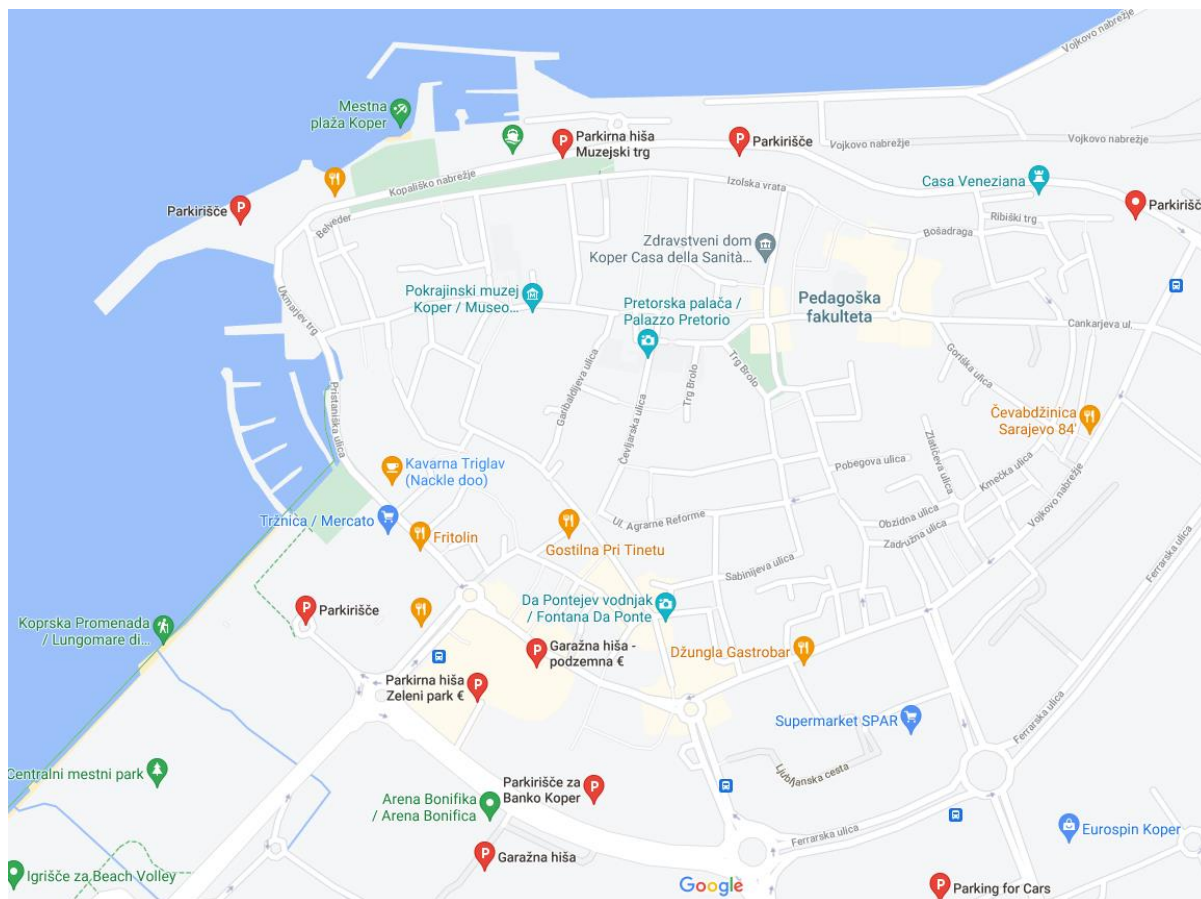 Vojkovo nabrežje
Mestna
plaža Koper
Parkirna hiša
Muzejski trg
Parkirišče
Vojkovo nabrežje
Vojkovo nabrežje
Kopališko nabrežje
Izolska vrata
Casa Veneziana
Parkirišče
Belveder
Parkirišč
Ribiški trg
Bošadraga
Zdravstveni dom
Koper Casa della Sanità...
Ukmarjev trg
Pokrajinski muzej
Koper / Museo...
Pretorska palača /
Palazzo Pretorio
Pedagoška
fakulteta
Cankarjeva ul.
Goriška ulica
Garibaldijeva ulica
Trg Brolo
Trg Brolo
Pristaniška ulica
Čevljarska ulica
Čevabdžinica
Sarajevo 84'
Zlatičeva ulica
Kavarna Triglav
(Nackle doo)
Pobegova ulica
Kmečka ulica
Vojkovo nabrežje
Tržnica / Mercato
Ul. Agrarne Reforme
Obzidna ulica
Fritolin
Gostilna Pri Tinetu
Zadružna ulica
Ferrarska ulica
Sabinijeva ulica
Parkirišče
Da Pontejev vodnjak
/ Fontana Da Ponte
Koprska Promenada
/ Lungomare di...
Garažna hiša -
podzemna €
Džungla Gastrobar
Parkirna hiša
Zeleni park €
Supermarket SPAR
Ferrarska ulica
Centralni mestni park
Ljubljanska cesta
Parkirišče za
Banko Koper
Arena Bonifika
/ Arena Bonifica
Ferrarska ulica
Eurospin Koper
Garažna hiša
Igrišče za Beach Volley
Google
Parking for Cars